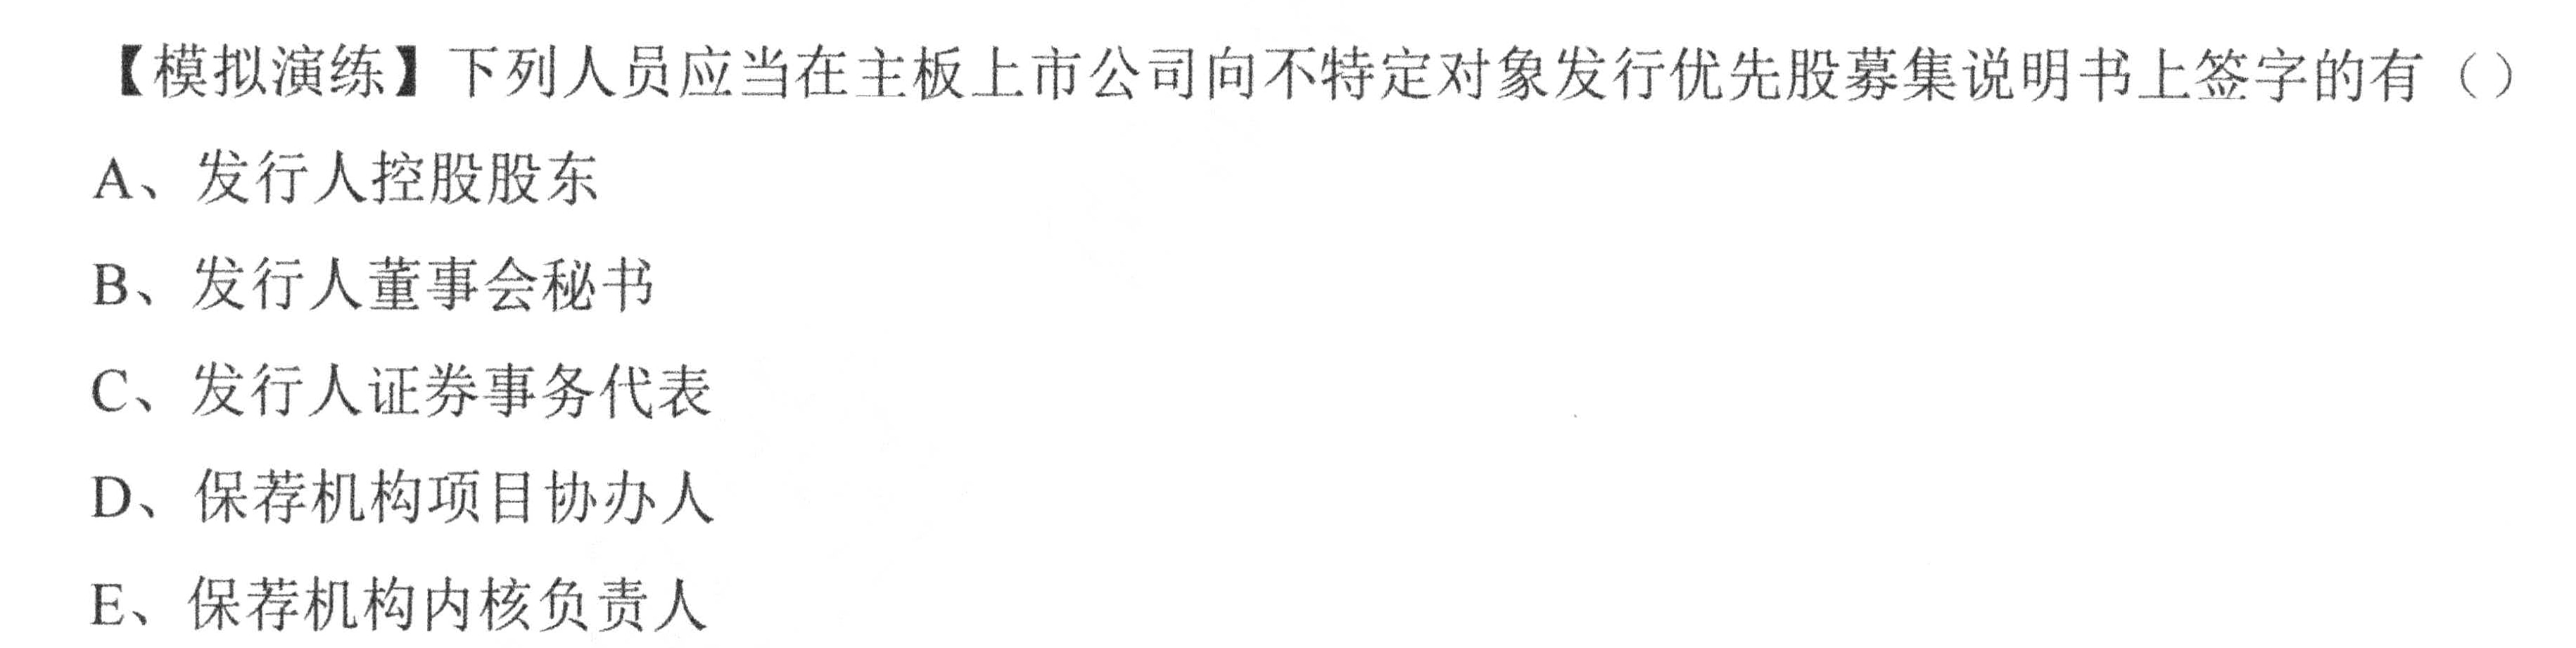 【模拟演练】下列人员应当在主板上市公司向不特定对象发行优先股募集说明书上签字的有（）
A、发行人控股股东
B、发行人董事会秘书
C、发行人证券事务代表
D、保荐机构项目协办人
E、保荐机构内核负责人